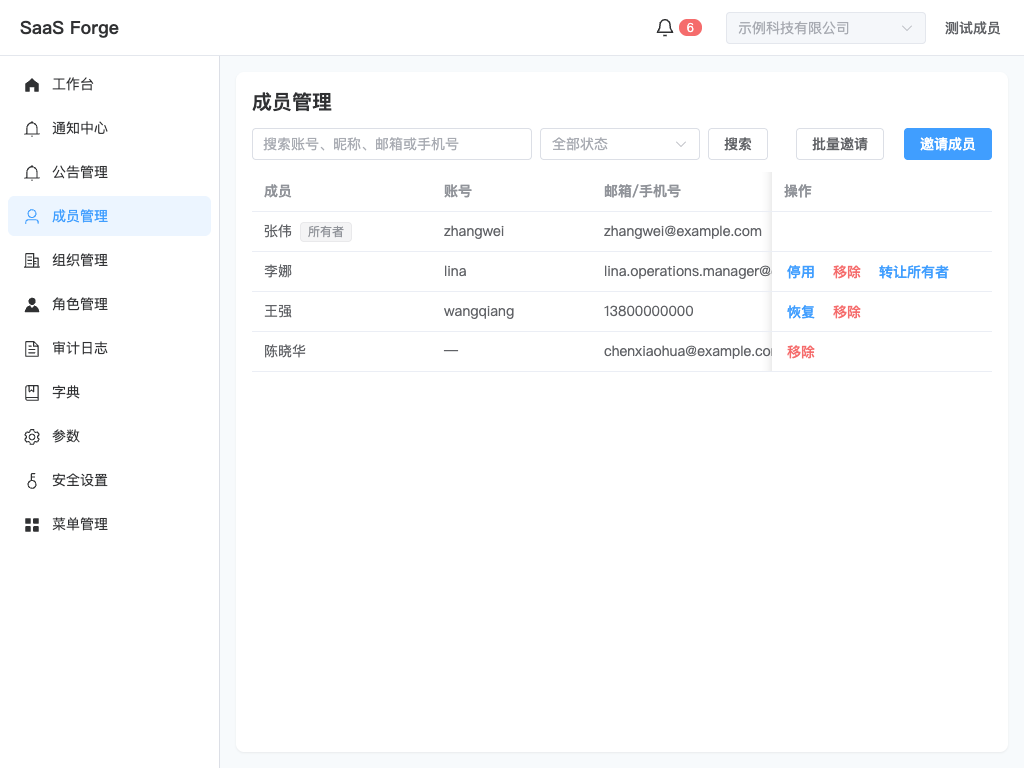 SaaS Forge
6
示例科技有限公司
测试成员
工作台
通知中心
公告管理
成员管理
组织管理
角色管理
审计日志
字典
参数
安全设置
菜单管理
成员管理
搜索账号、昵称、邮箱或手机号
全部状态
搜索
批量邀请
邀请成员
成员 账号 邮箱/手机号 操作
张伟 所有者 zhangwei zhangwei@example.com
李娜 lina lina.operations.manager@ 停用 移除 转让所有者
王强 wangqiang 13800000000 恢复 移除
陈晓华 — chenxiaohua@example.co 移除